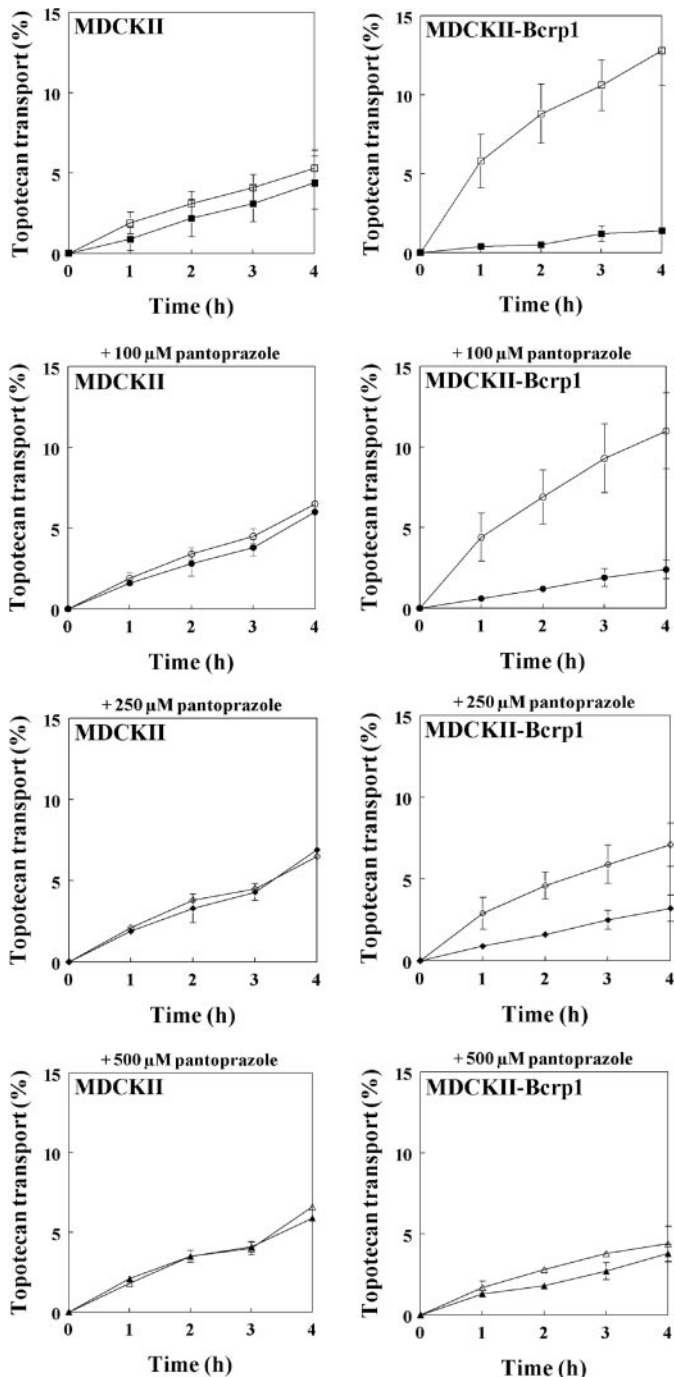 MDCKII
Topotecan transport (%)
15
10
5
0
0 1 2 3 4
Time (h)
MDCKII-Bcrp1
Topotecan transport (%)
15
10
5
0
0 1 2 3 4
Time (h)
+ 100 µM pantoprazole
MDCKII
Topotecan transport (%)
15
10
5
0
0 1 2 3 4
Time (h)
+ 100 µM pantoprazole
MDCKII-Bcrp1
Topotecan transport (%)
15
10
5
0
0 1 2 3 4
Time (h)
+ 250 µM pantoprazole
MDCKII
Topotecan transport (%)
15
10
5
0
0 1 2 3 4
Time (h)
+ 250 µM pantoprazole
MDCKII-Bcrp1
Topotecan transport (%)
15
10
5
0
0 1 2 3 4
Time (h)
+ 500 µM pantoprazole
MDCKII
Topotecan transport (%)
15
10
5
0
0 1 2 3 4
Time (h)
+ 500 µM pantoprazole
MDCKII-Bcrp1
Topotecan transport (%)
15
10
5
0
0 1 2 3 4
Time (h)